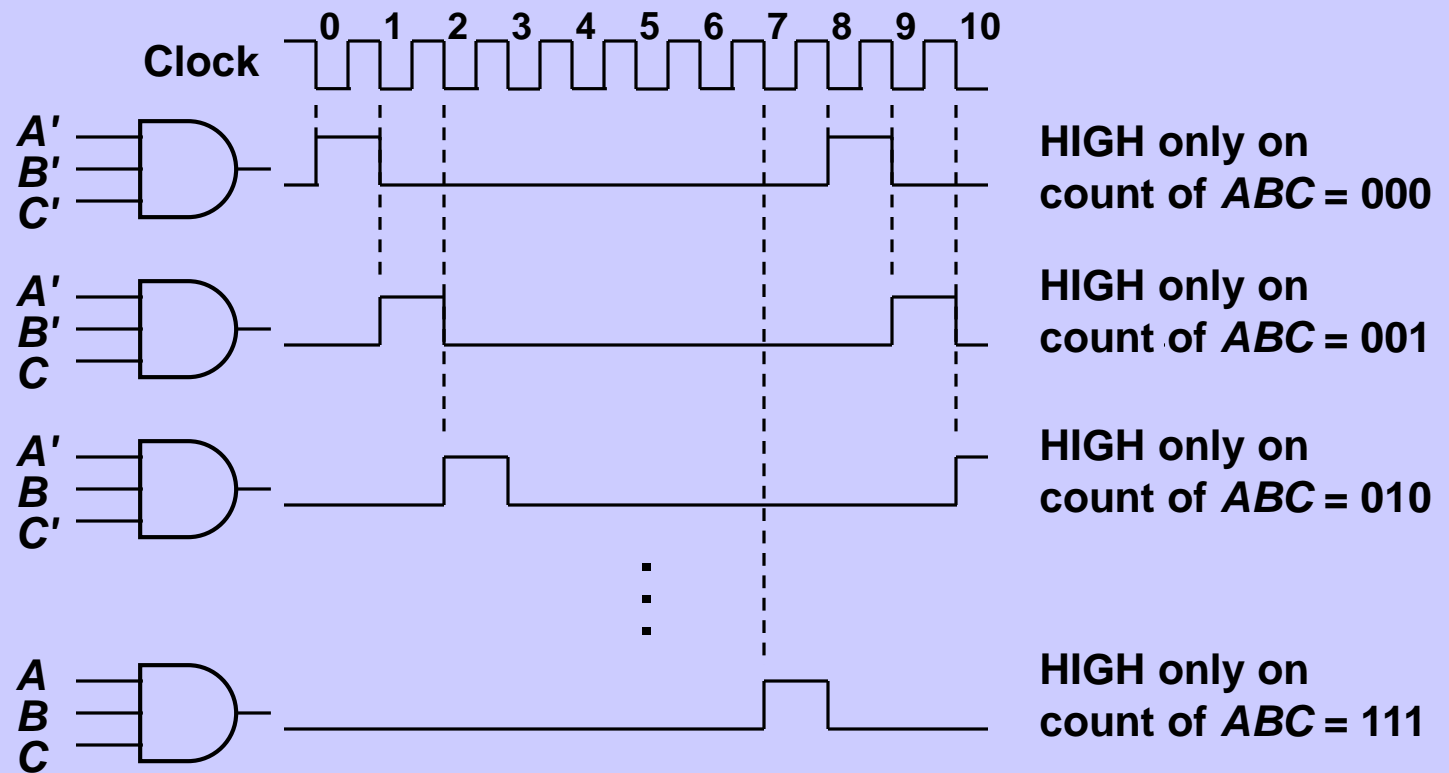 0 1 2 3 4 5 6 7 8 9 10
Clock
A'
B'
C'
HIGH only on
count of ABC = 000
A'
B'
C
HIGH only on
count of ABC = 001
A'
B
C'
HIGH only on
count of ABC = 010
A
B
C
HIGH only on
count of ABC = 111